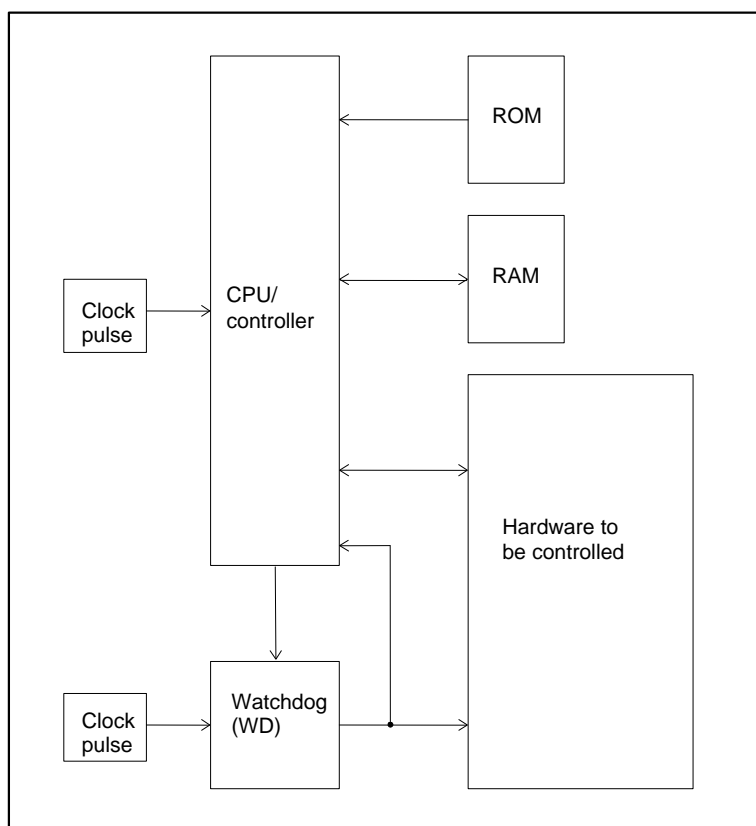 ROM
RAM
CPU/
controller
Clock
pulse
Hardware to
be controlled
Watchdog
(WD)
Clock
pulse